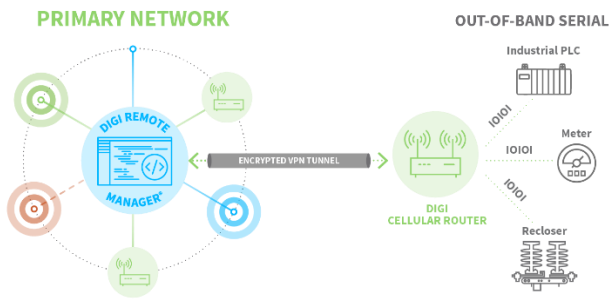 PRIMARY NETWORK
OUT-OF-BAND SERIAL
Industrial PLC
DIGI REMOTE
MANAGER®
</>
ENCRYPTED VPN TUNNEL
IOIOI
IOIOI
IOIOI
Meter
DIGI
CELLULAR ROUTER
Recloser